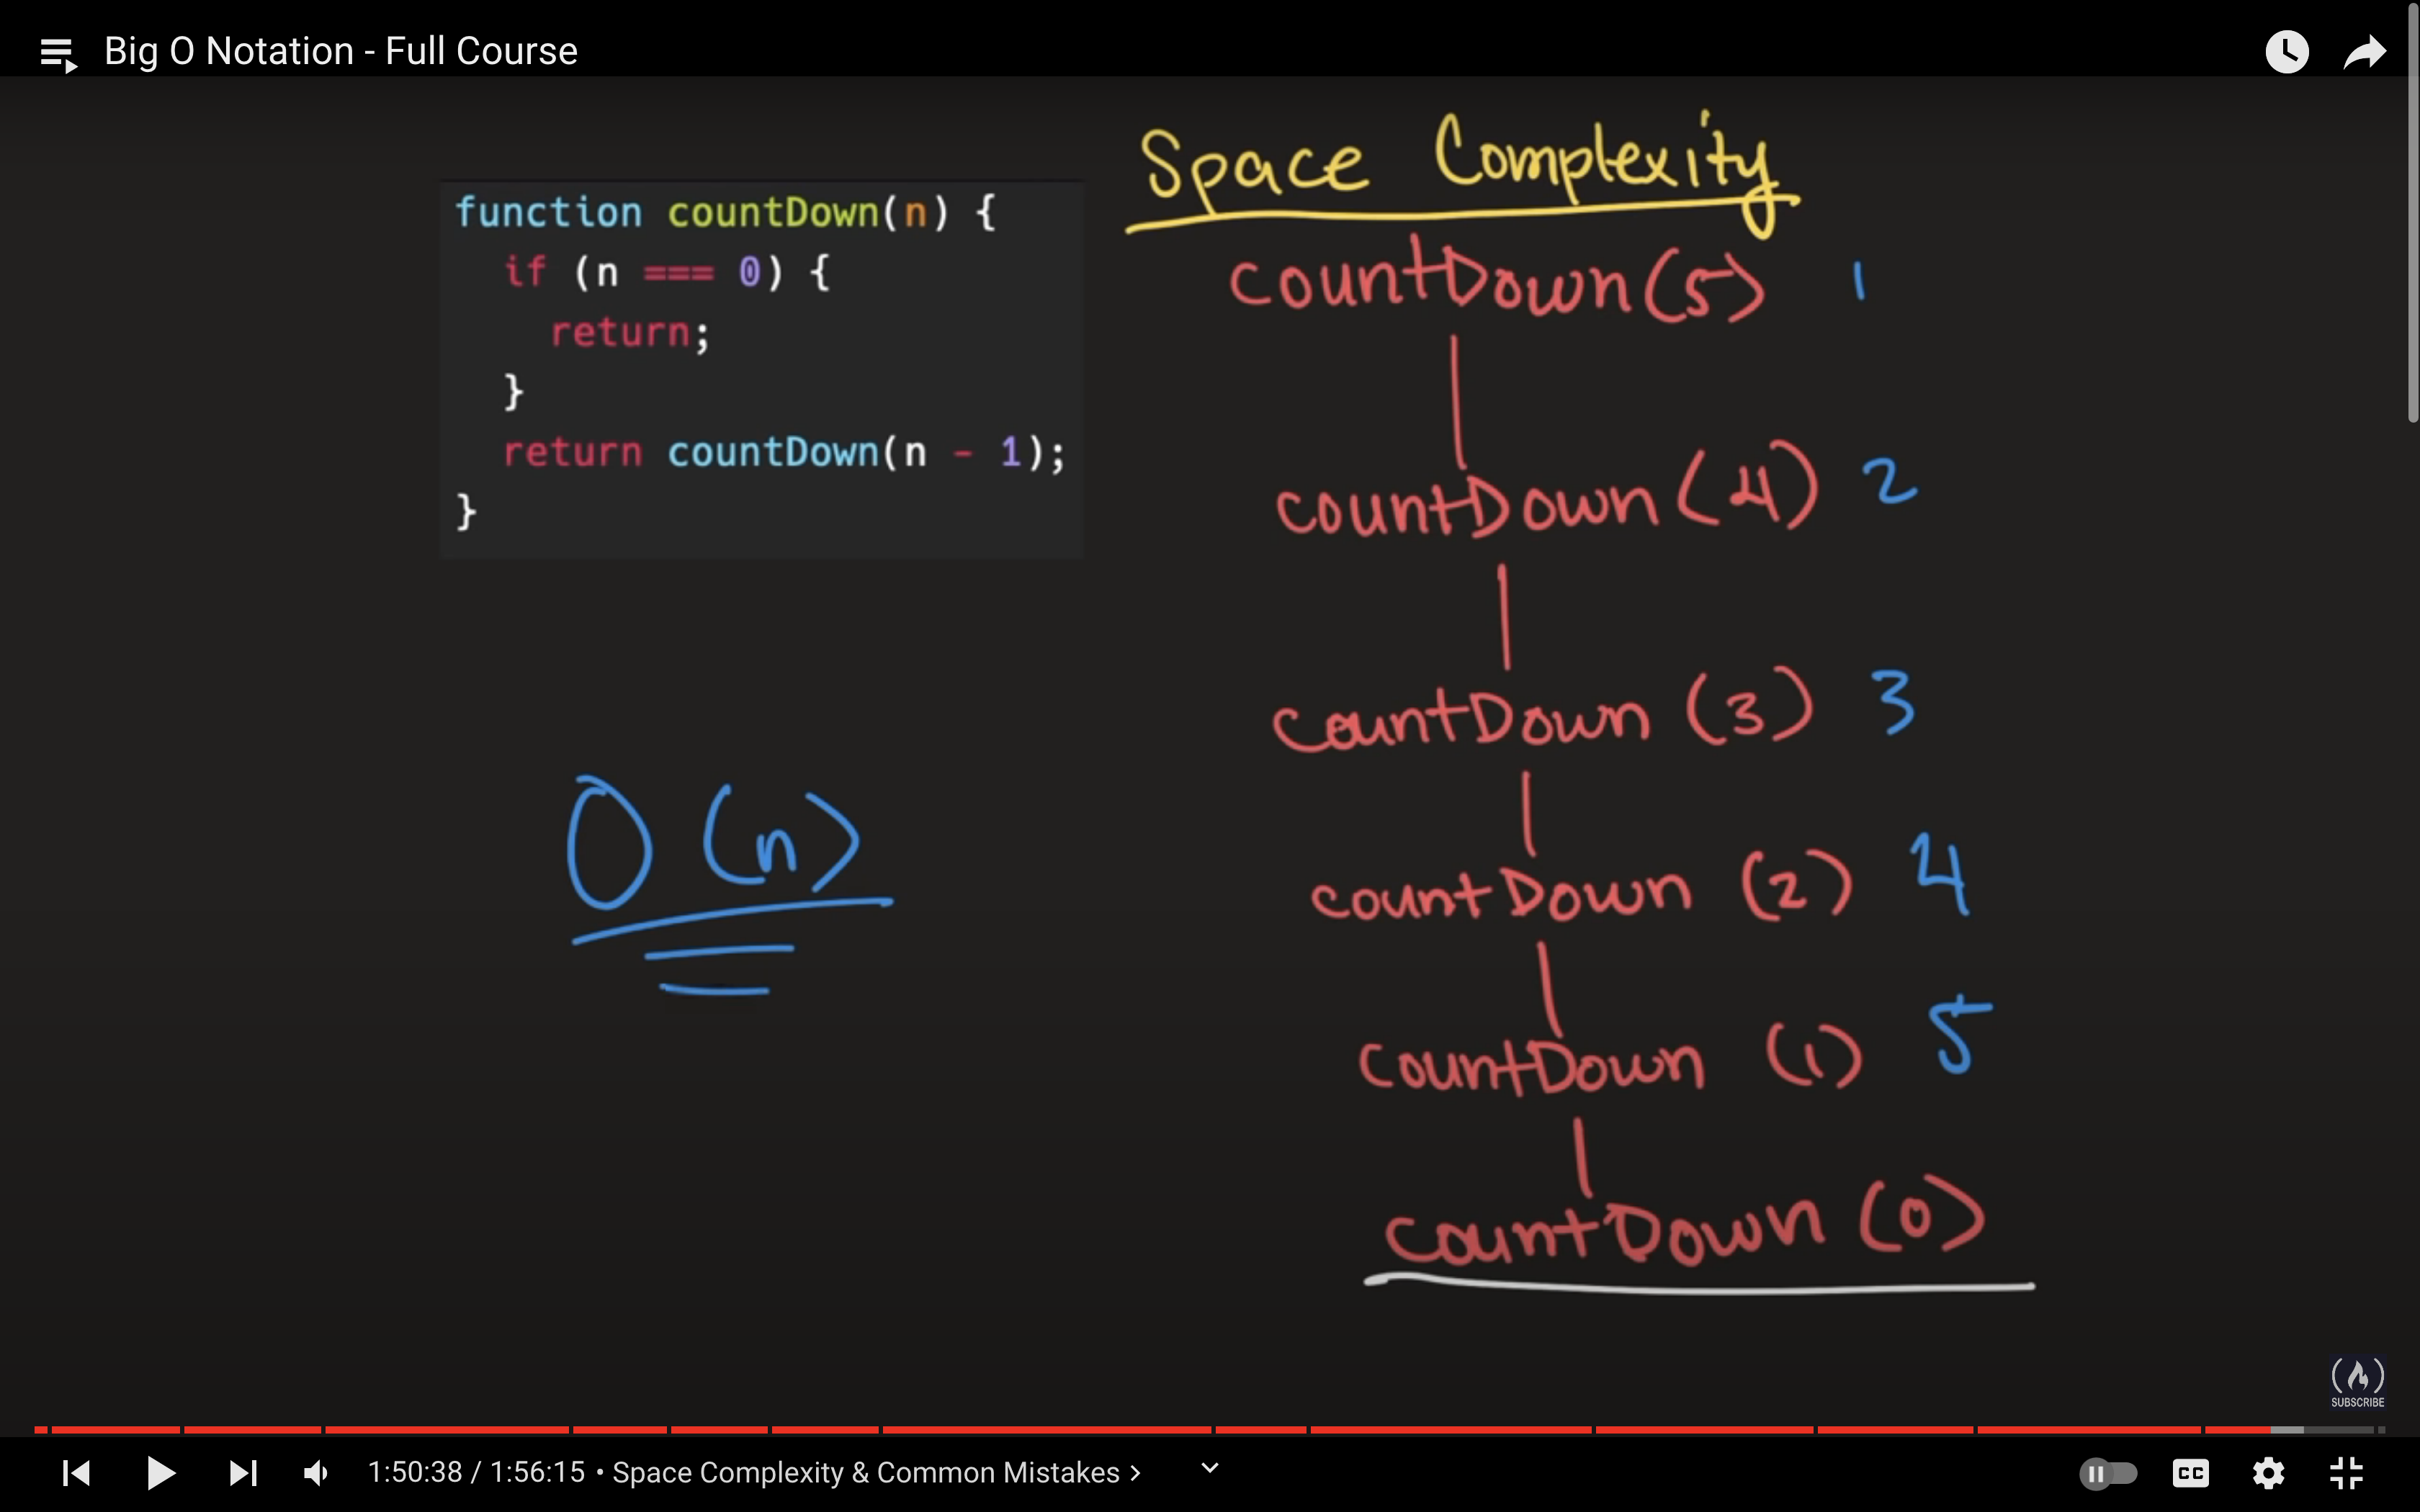 Big O Notation - Full Course
Space Complexity
function countDown(n) {
if (n === 0) {
return;
}
return countDown(n - 1);
}
countDown(5) 1
countDown (4) 2
countDown (3) 3
countDown (2) 4
countDown (1) 5
countDown (0)
O (n)
SUBSCRIBE
1:50:38 / 1:56:15 • Space Complexity & Common Mistakes >
CC